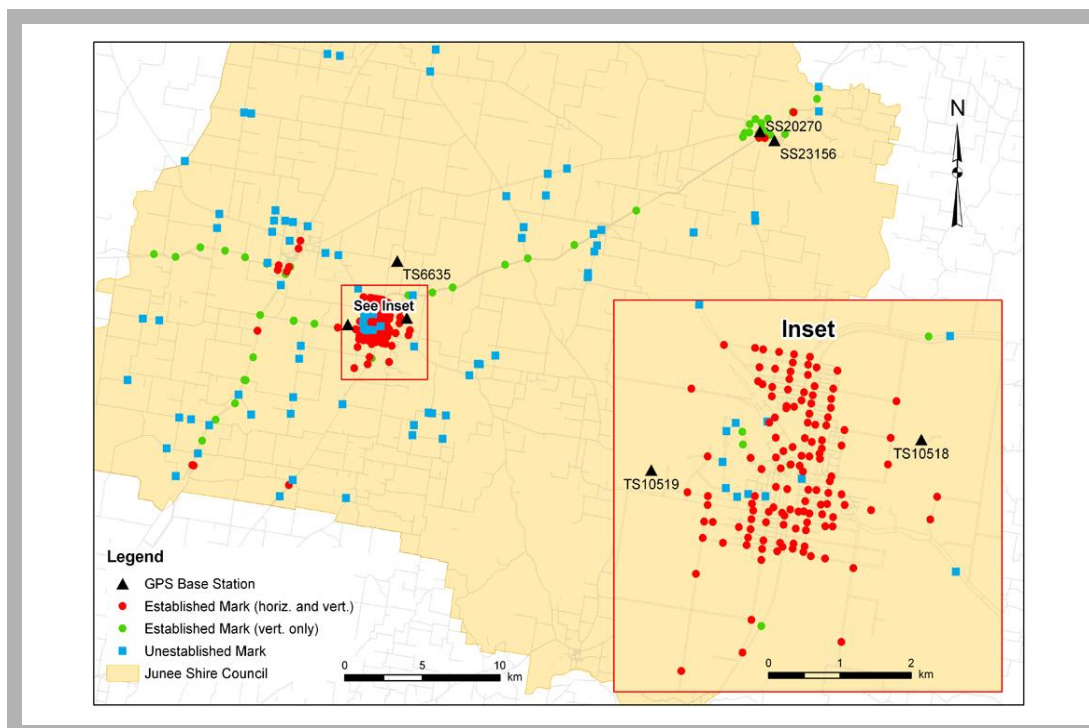 SS20270
N
SS23156
TS6635
See Inset
Inset
TS10518
TS10519
Legend
GPS Base Station
Established Mark (horiz. and vert.)
Established Mark (vert. only)
Unestablished Mark
Junee Shire Council
0 5 10
km
0 1 2
km